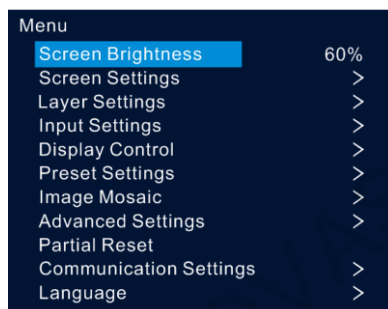 Menu
Screen Brightness 60%
Screen Settings >
Layer Settings >
Input Settings >
Display Control >
Preset Settings >
Image Mosaic >
Advanced Settings >
Partial Reset
Communication Settings >
Language >